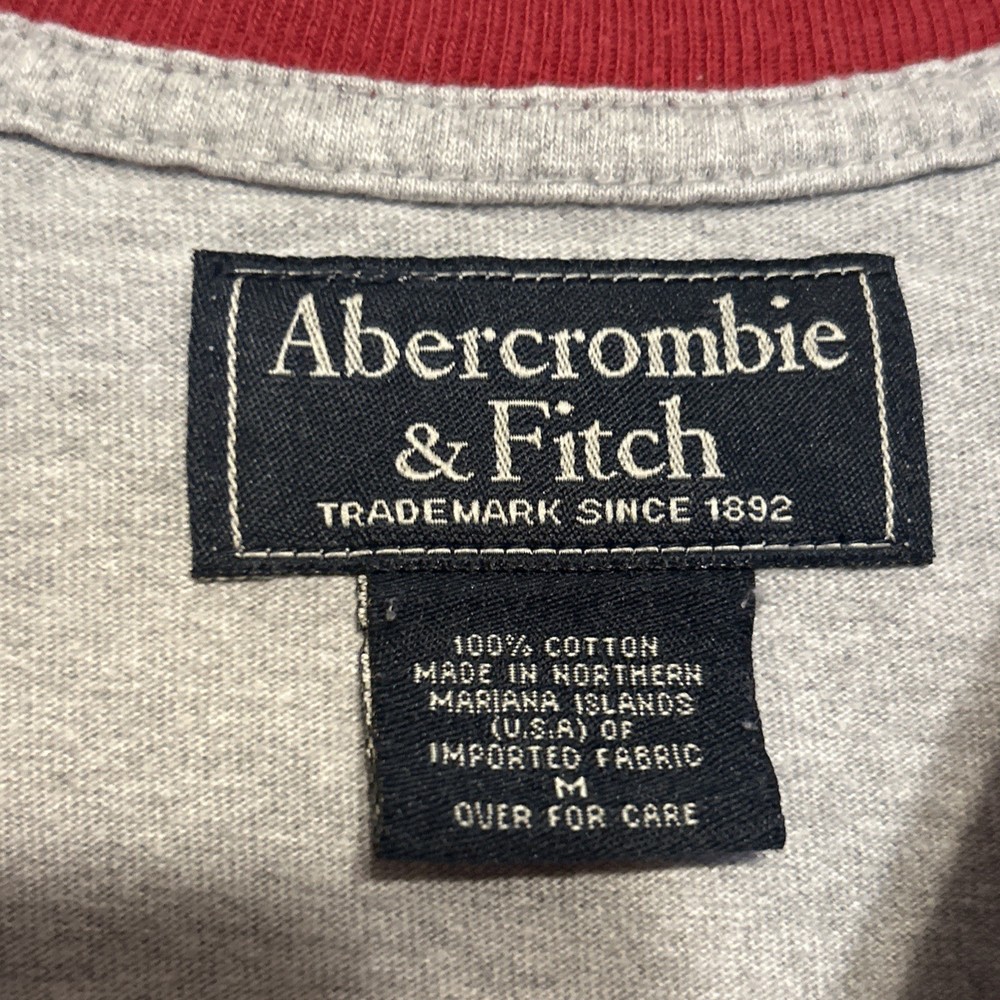 Abercrombie
& Fitch
TRADEMARK SINCE 1892
100% COTTON
MADE IN NORTHERN
MARIANA ISLANDS
(U.S.A) OF
IMPORTED FABRIC
M
OVER FOR CARE